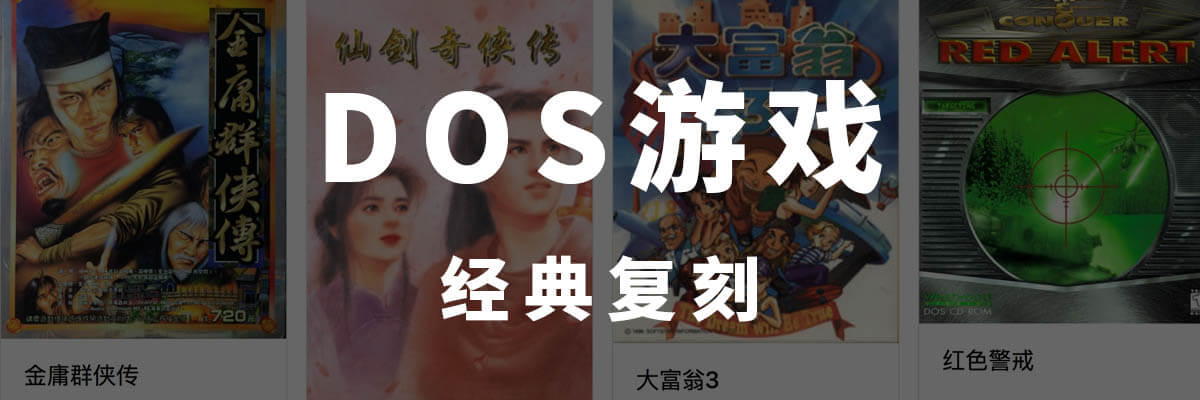 金庸群俠傳
720
仙剑奇侠传
大富翁
CONQUER
RED ALERT
DOS游戏
经典复刻
DOS CD-ROM
金庸群侠传
大富翁3
红色警戒